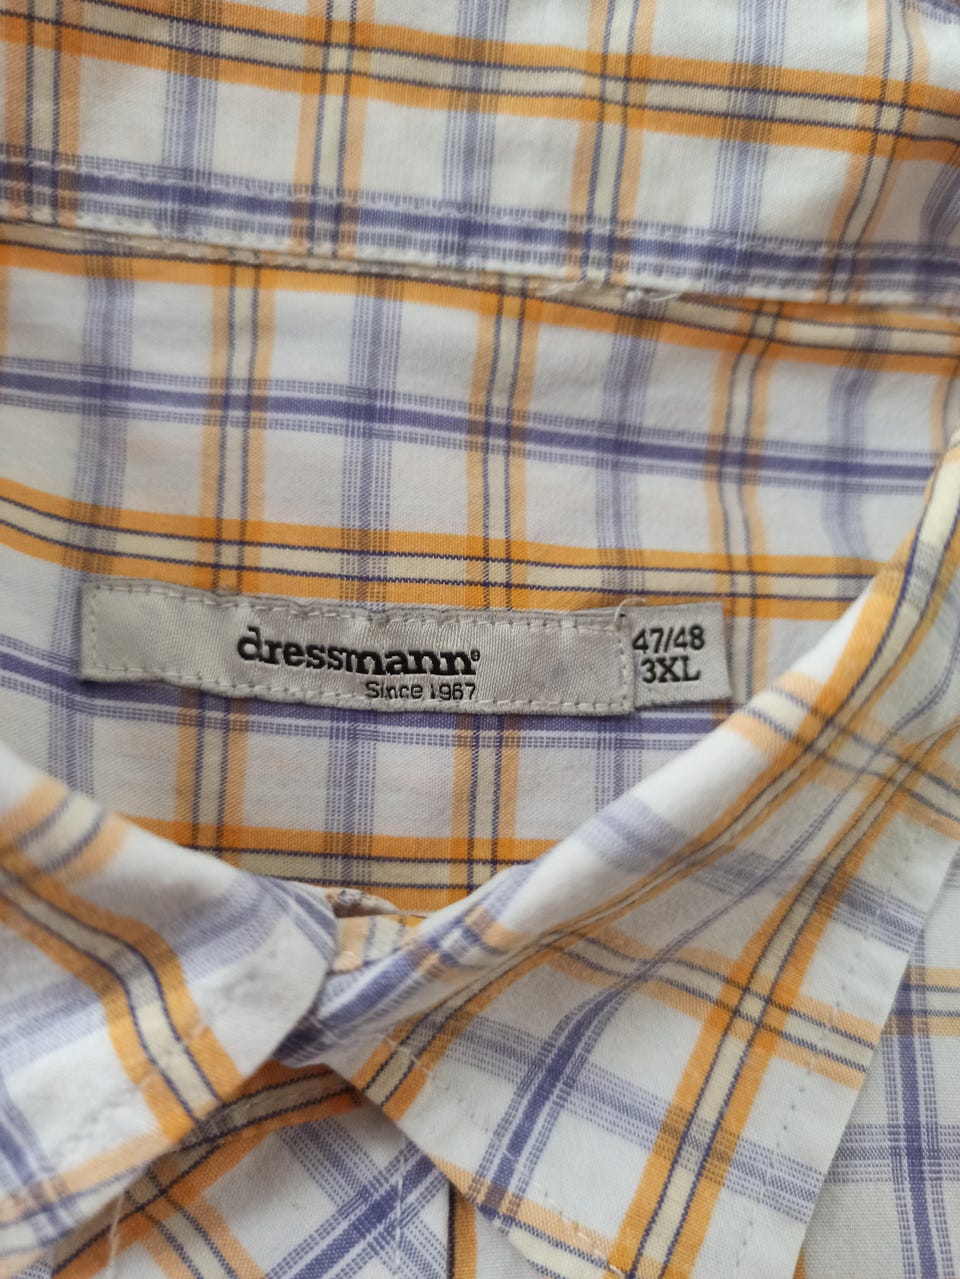 dressmann®
Since 1967
47/48
3XL